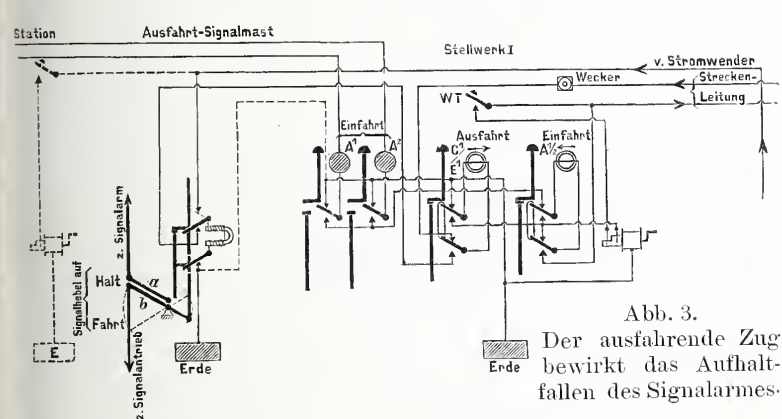 Station
Ausfahrt-Signalmast
Stellwerk I
v. Stromwender
Wecker
Strecken-
Leitung
WT
Einfahrt
A¹
A²
Ausfahrt
C¹
E¹
Einfahrt
A½
z. Signalarm
Signalhebel auf
Halt
Fahrt
a
b
z. Signalantrieb
E
Erde
Erde
Abb. 3.
Der ausfahrende Zug
bewirkt das Aufhalt-
fallen des Signalarmes.